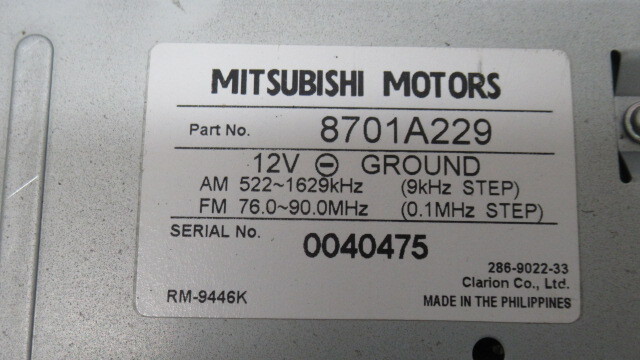 MITSUBISHI MOTORS
Part No. 8701A229
12V ⊖ GROUND
AM 522~1629kHz (9kHz STEP)
FM 76.0~90.0MHz (0.1MHz STEP)
SERIAL No. 0040475
286-9022-33
Clarion Co., Ltd.
RM-9446K MADE IN THE PHILIPPINES